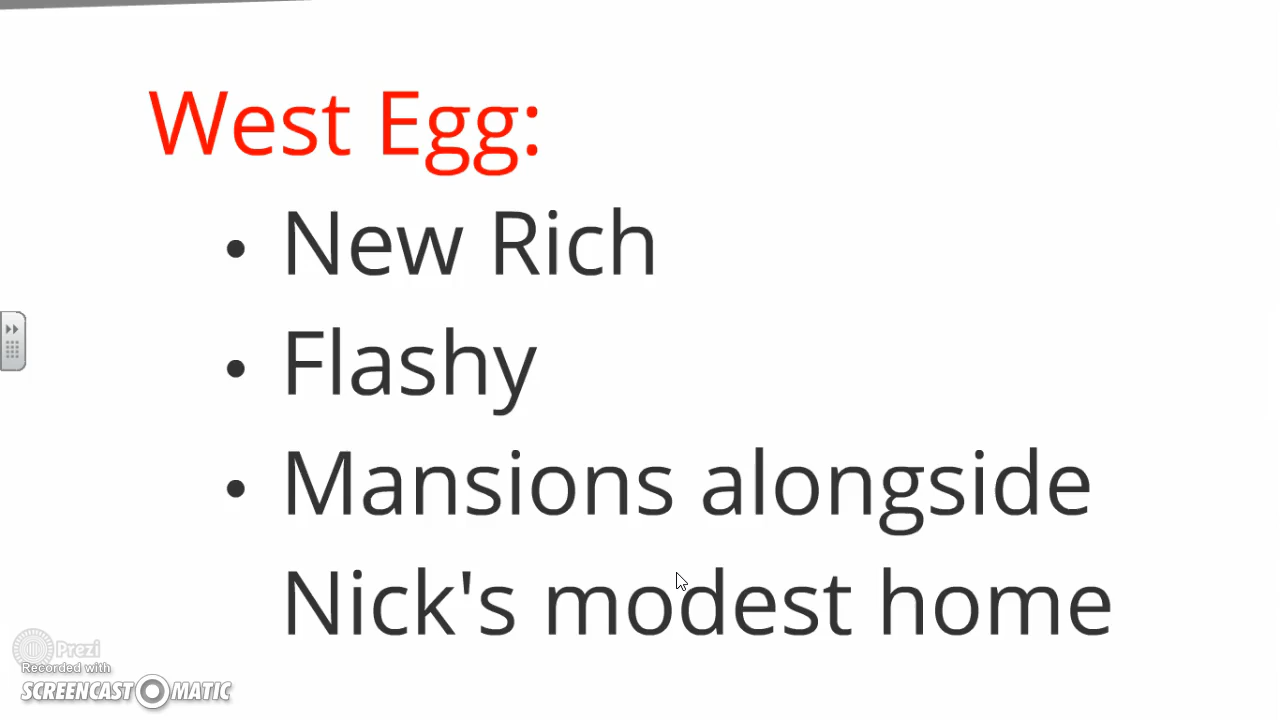 West Egg:
• New Rich
• Flashy
• Mansions alongside
Nick's modest home
Prezi
Recorded with
SCREENCAST O MATIC